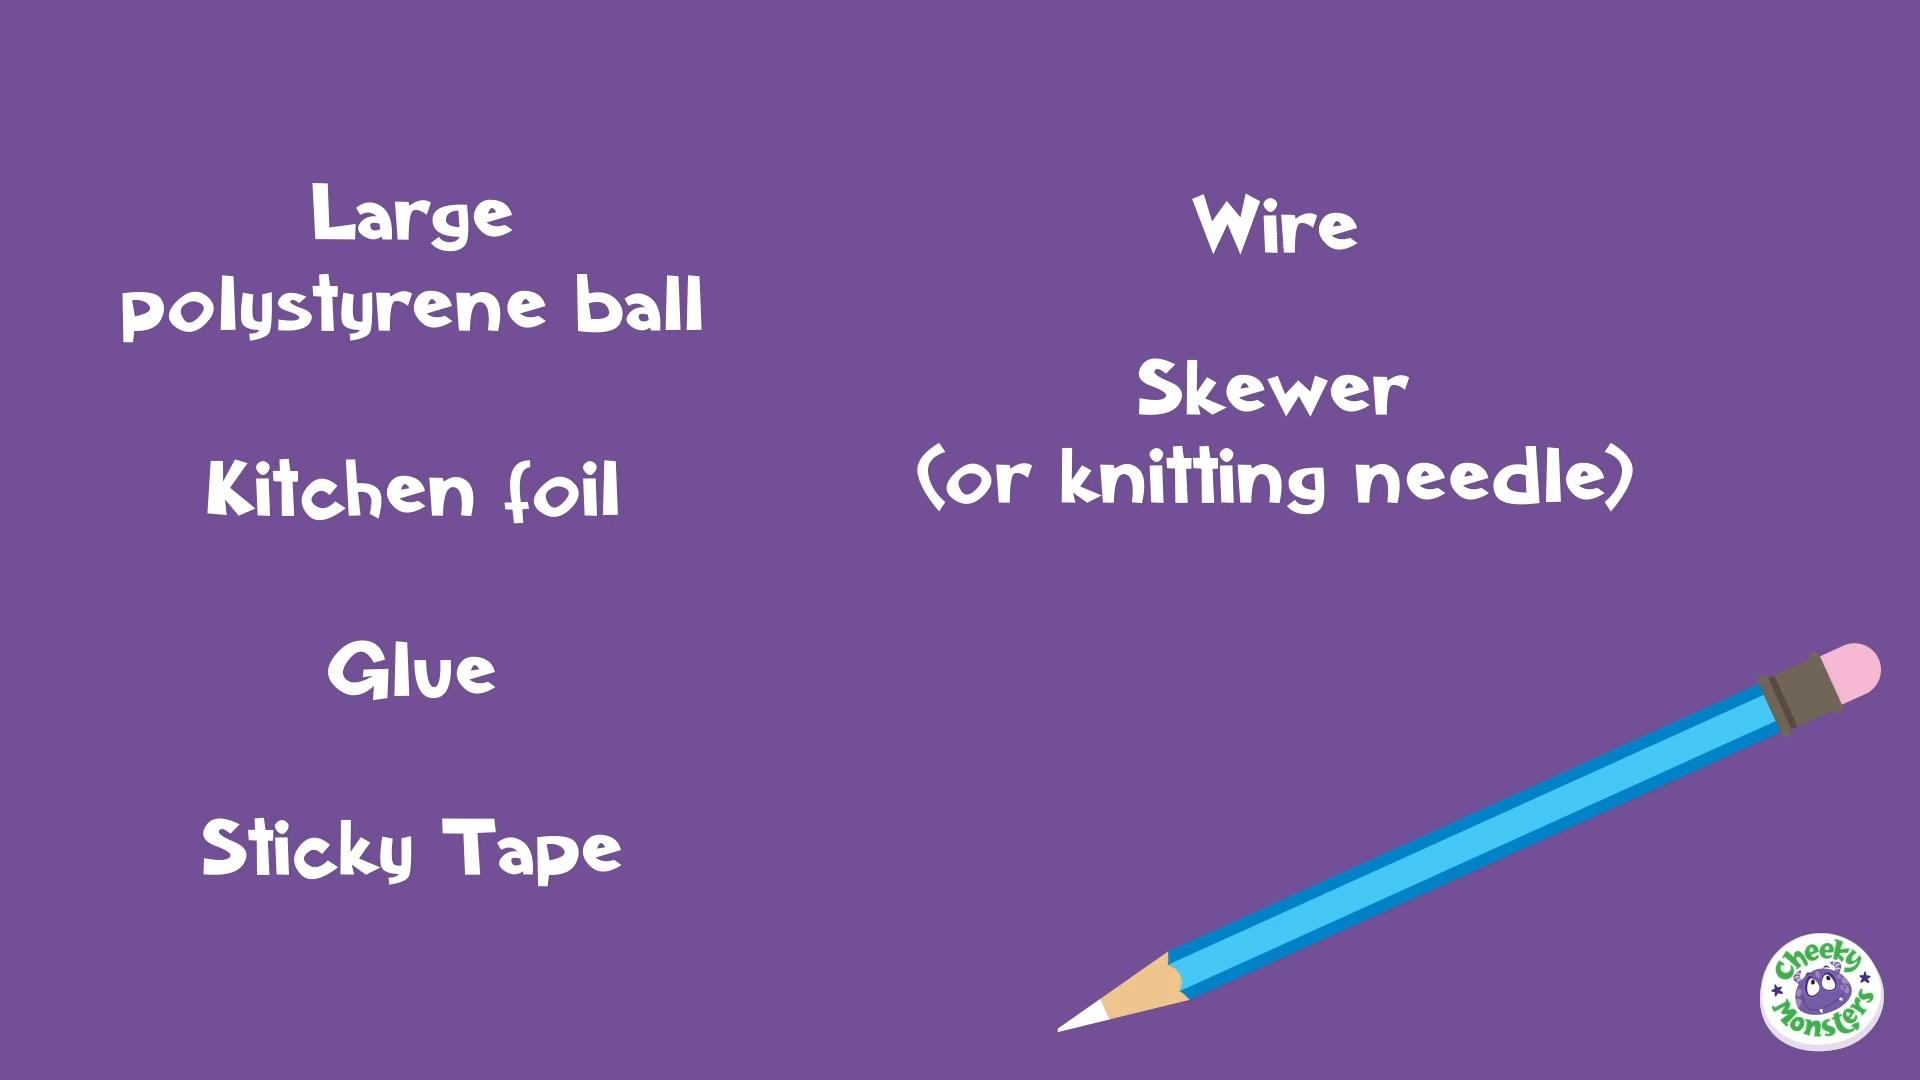 Large
polystyrene ball
Kitchen foil
Glue
Sticky Tape
Wire
Skewer
(or knitting needle)
Cheeky
Monsters